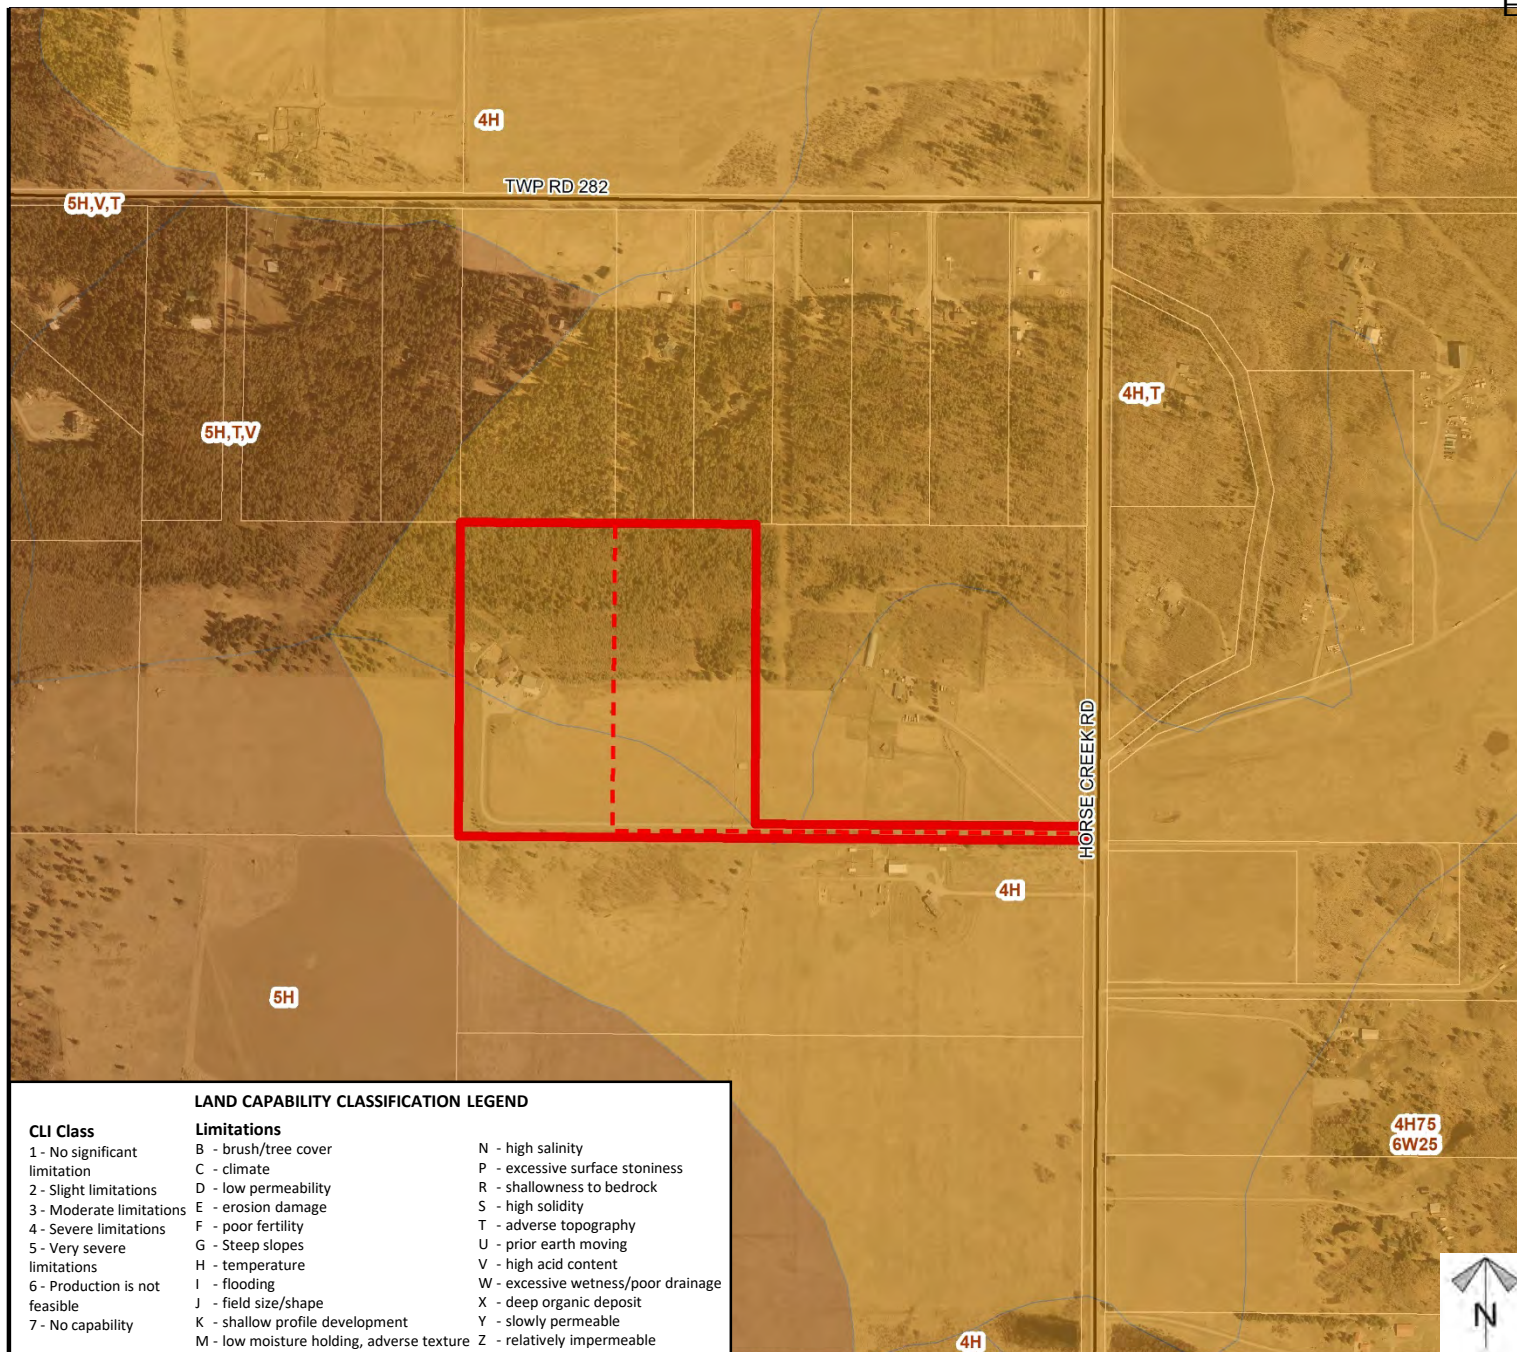 4H
TWP RD 282
5H,V,T
4H,T
5H,T,V
HORSE CREEK RD
4H
5H
4H75
6W25
4H
N
LAND CAPABILITY CLASSIFICATION LEGEND
CLI Class
1 - No significant
limitation
2 - Slight limitations
3 - Moderate limitations
4 - Severe limitations
5 - Very severe
limitations
6 - Production is not
feasible
7 - No capability
Limitations
B - brush/tree cover
C - climate
D - low permeability
E - erosion damage
F - poor fertility
G - Steep slopes
H - temperature
I - flooding
J - field size/shape
K - shallow profile development
M - low moisture holding, adverse texture
N - high salinity
P - excessive surface stoniness
R - shallowness to bedrock
S - high solidity
T - adverse topography
U - prior earth moving
V - high acid content
W - excessive wetness/poor drainage
X - deep organic deposit
Y - slowly permeable
Z - relatively impermeable